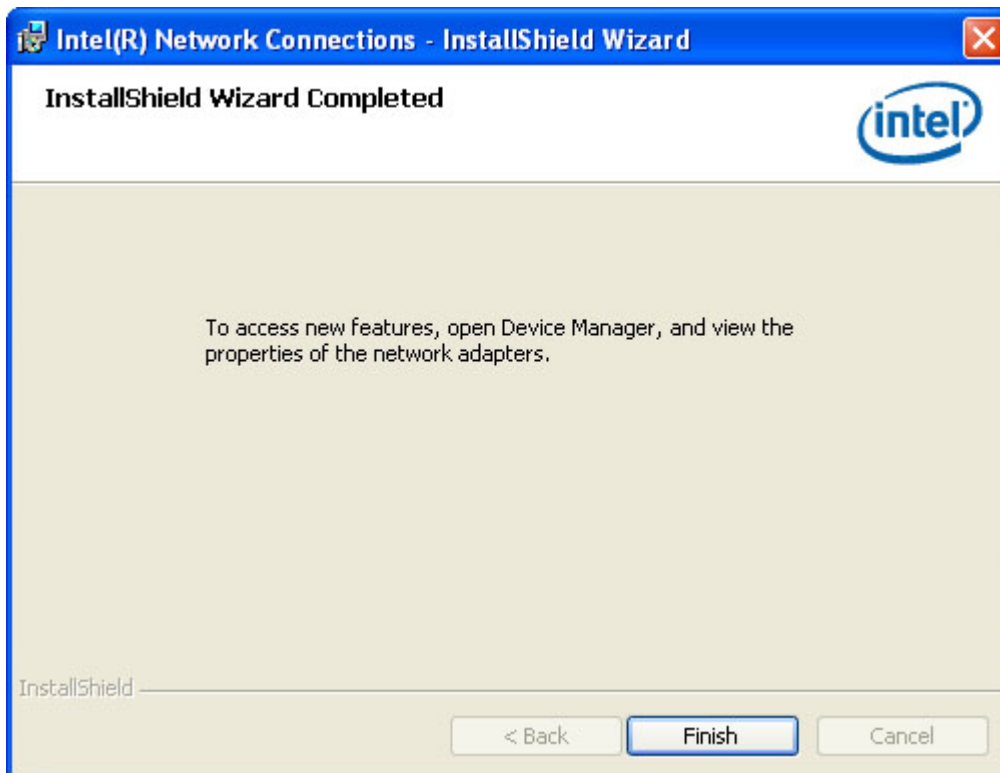 Intel(R) Network Connections - InstallShield Wizard
InstallShield Wizard Completed
intel
To access new features, open Device Manager, and view the
properties of the network adapters.
InstallShield
< Back
Finish
Cancel